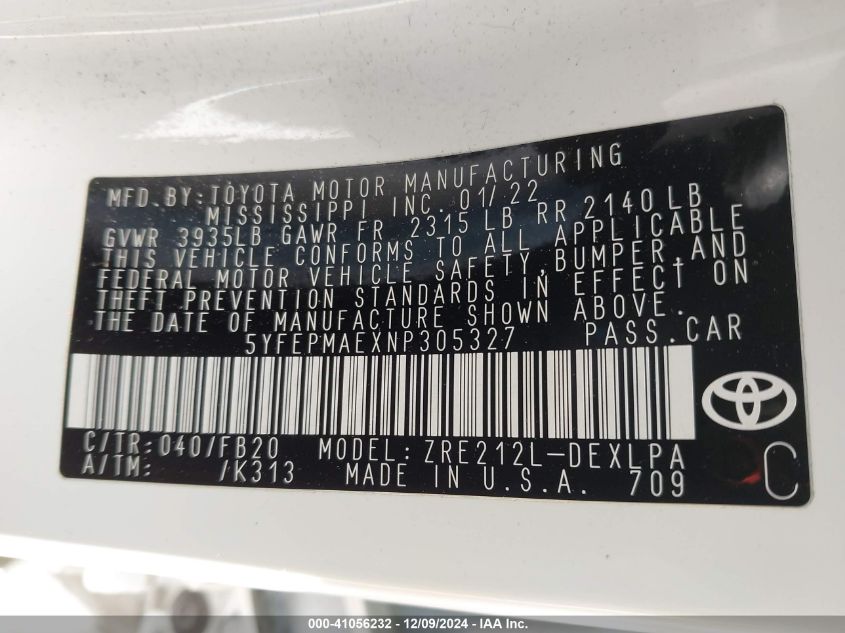 MFD.BY:TOYOTA MOTOR MANUFACTURING
MISSISSIPPI INC. 01/22
GVWR 3935LB GAWR FR 2315 LB RR 2140 LB
THIS VEHICLE CONFORMS TO ALL APPLICABLE
FEDERAL MOTOR VEHICLE SAFETY, BUMPER, AND
THEFT PREVENTION STANDARDS IN EFFECT ON
THE DATE OF MANUFACTURE SHOWN ABOVE.
5YFEPMAEXNP305327 PASS.CAR
C/TR:040/FB20 MODEL:ZRE212L-DEXLPA
A/TM: /K313 MADE IN U.S.A. 709
C
000-41056232 - 12/09/2024 - IAA Inc.